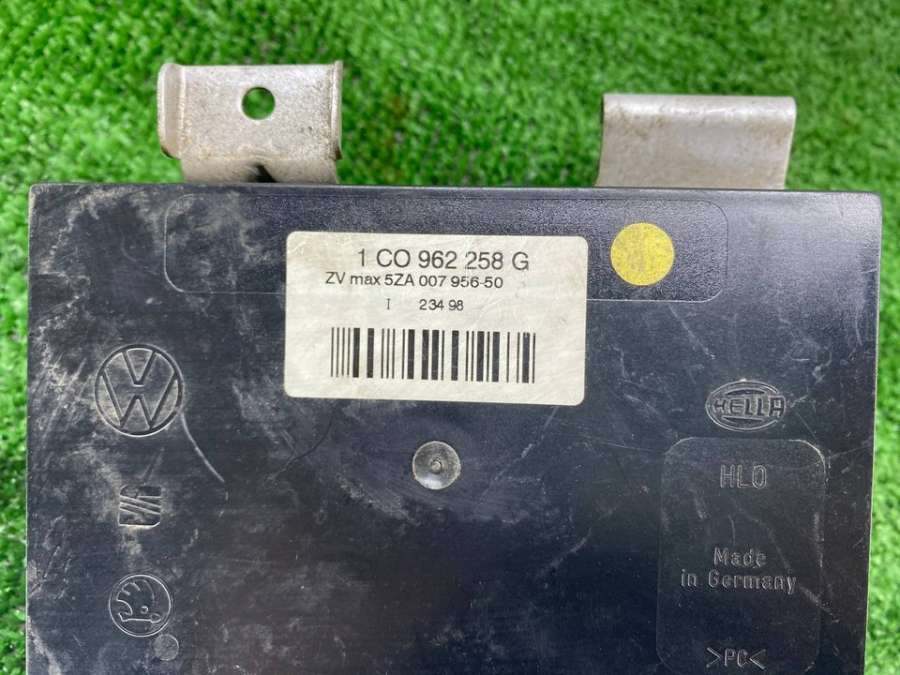 1 CO 962 258 G
ZV max 5ZA 007 956-50
I 23 4 98
HELLA
HLO
Made
in Germany
>PC<
6